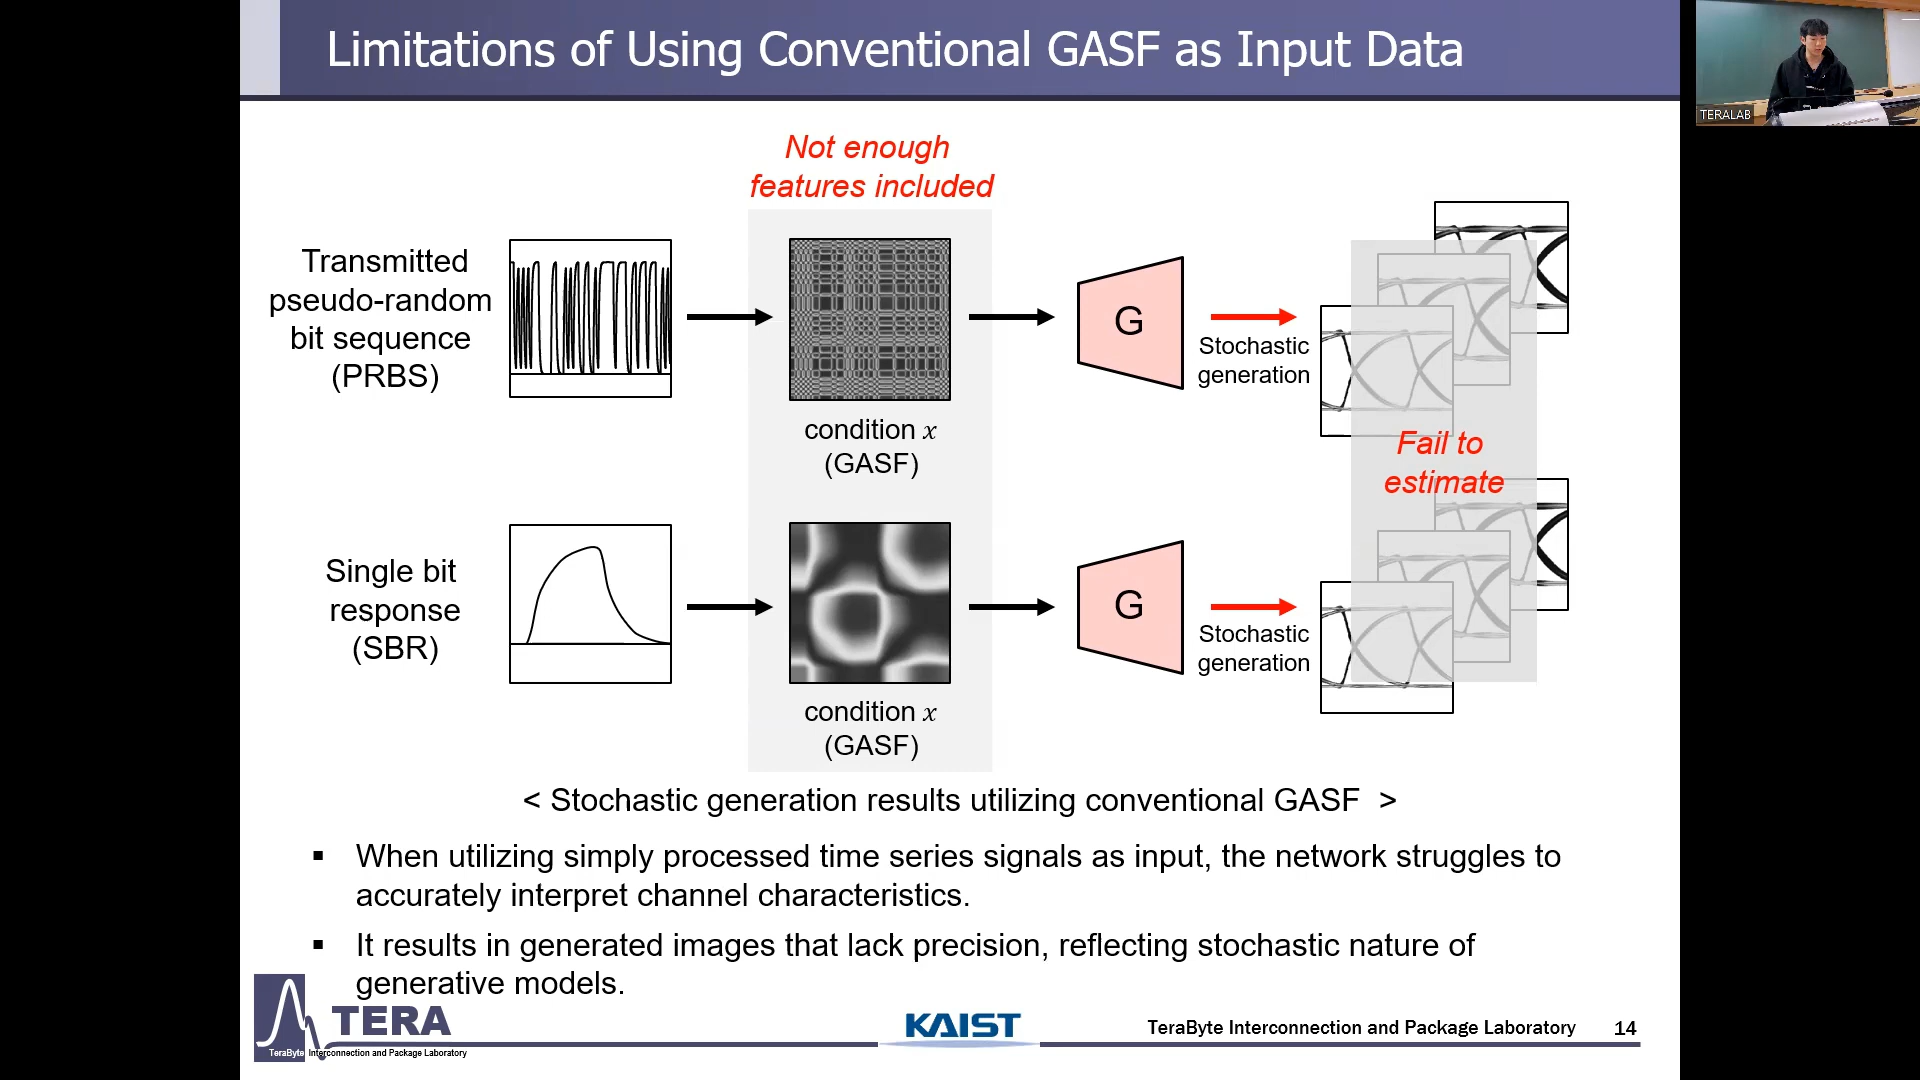 Limitations of Using Conventional GASF as Input Data
TERALAB
Not enough
features included
Transmitted
pseudo-random
bit sequence
(PRBS)
G
Stochastic
generation
condition x
(GASF)
Fail to
estimate
Single bit
response
(SBR)
G
Stochastic
generation
condition x
(GASF)
< Stochastic generation results utilizing conventional GASF >
▪ When utilizing simply processed time series signals as input, the network struggles to
accurately interpret channel characteristics.
▪ It results in generated images that lack precision, reflecting stochastic nature of
generative models.
TERA
TeraByte Interconnection and Package Laboratory
KAIST
TeraByte Interconnection and Package Laboratory 14